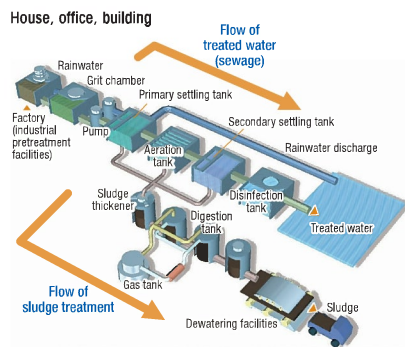 House, office, building
Flow of
treated water
(sewage)
Rainwater
Grit chamber
Primary settling tank
Secondary settling tank
Factory
(industrial
pretreatment
facilities)
Pump
Aeration
tank
Rainwater discharge
Sludge
thickener
Disinfection
tank
Digestion
tank
Treated water
Gas tank
Flow of
sludge treatment
Sludge
Dewatering facilities